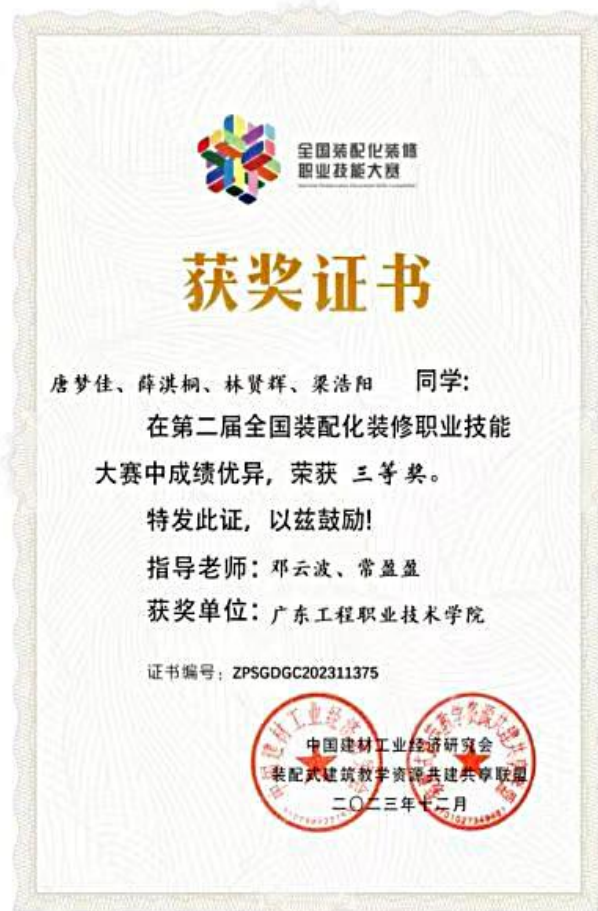 全国装配化装修
职业技能大赛
获奖证书
唐梦佳、薛淇桐、林贤辉、梁浩阳 同学:
在第二届全国装配化装修职业技能
大赛中成绩优异,荣获 三等奖。
特发此证,以兹鼓励!
指导老师:邓云波、常盈盈
获奖单位:广东工程职业技术学院
证书编号:ZPSGDGC202311375
中国建材工业经济研究会
装配式建筑教学资源共建共享联盟
二〇二三年十二月